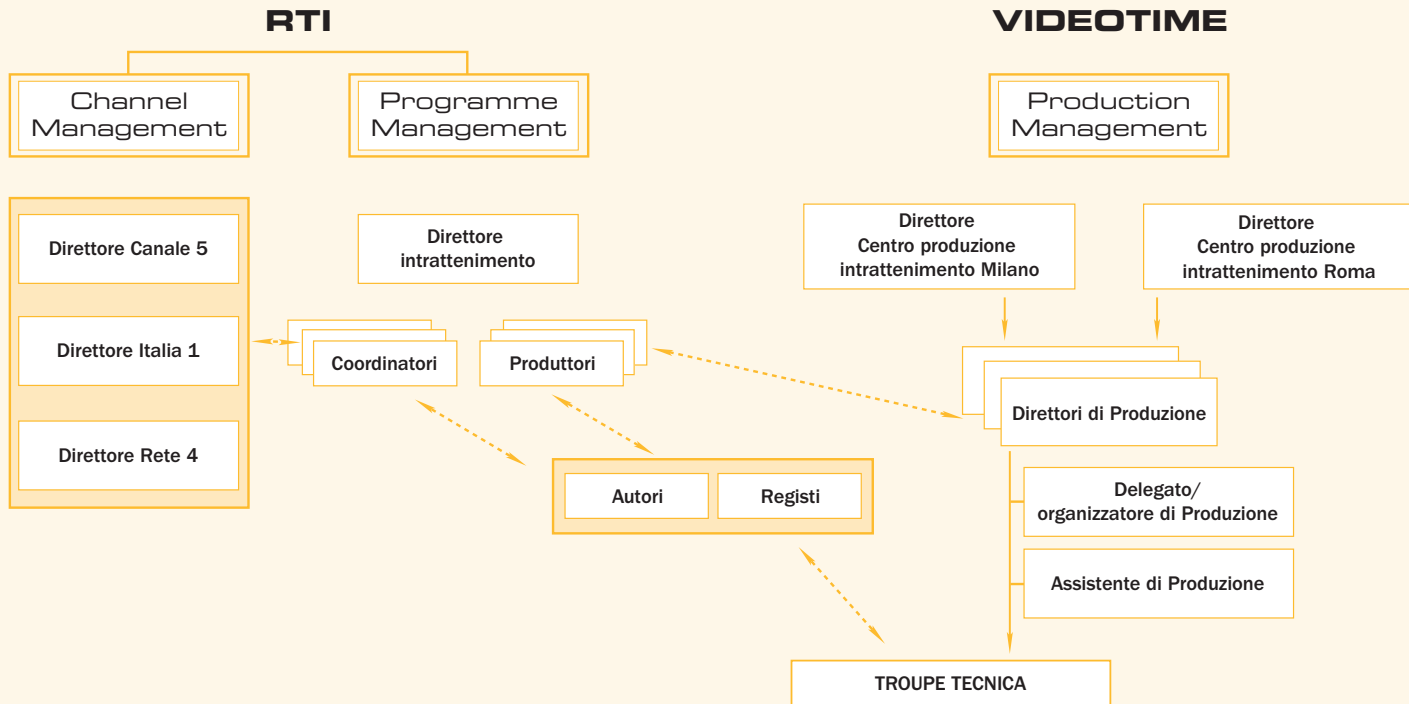 RTI
VIDEOTIME
Channel
Management
Programme
Management
Production
Management
Direttore Canale 5
Direttore Italia 1
Direttore Rete 4
Direttore
intrattenimento
Direttore
Centro produzione
intrattenimento Milano
Direttore
Centro produzione
intrattenimento Roma
Coordinatori
Produttori
Direttori di Produzione
Autori
Registi
Delegato/
organizzatore di Produzione
Assistente di Produzione
TROUPE TECNICA